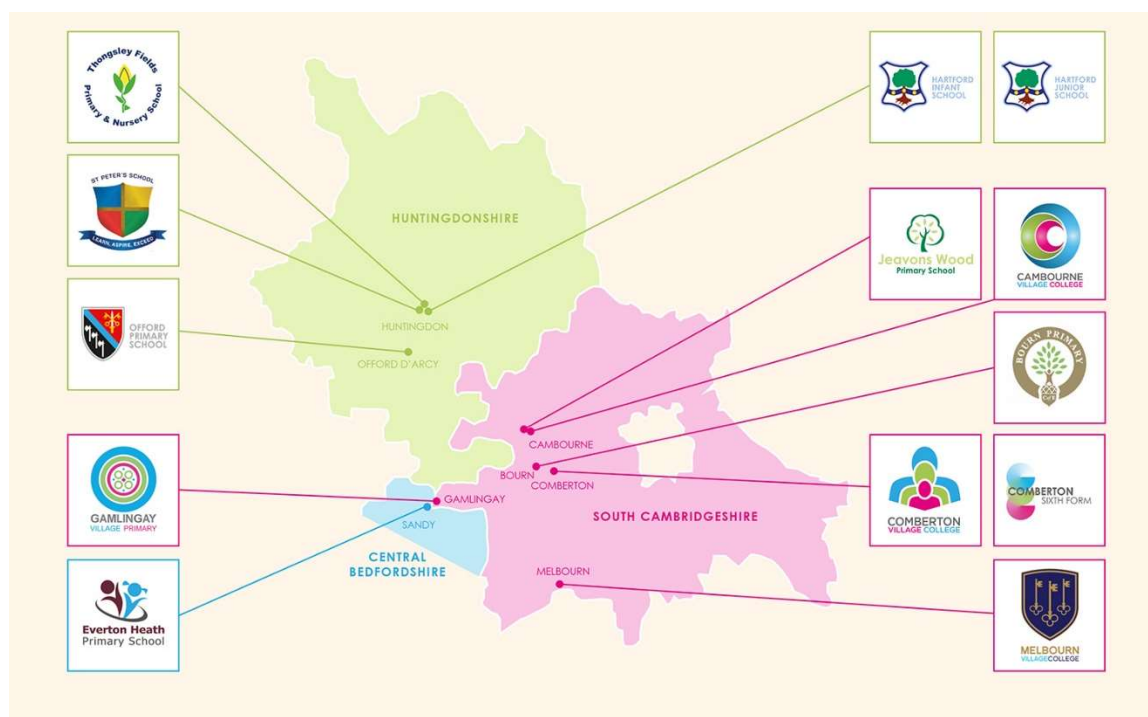 Thongsley Fields
Primary & Nursery School
ST PETER'S SCHOOL
LEARN, ASPIRE, EXCEED
OFFORD
PRIMARY
SCHOOL
GAMLINGAY
VILLAGE PRIMARY
Everton Heath
Primary School
HUNTINGDONSHIRE
HUNTINGDON
OFFORD D'ARCY
CAMBOURNE
BOURN
COMBERTON
GAMLINGAY
SANDY
SOUTH CAMBRIDGESHIRE
CENTRAL
BEDFORDSHIRE
MELBOURN
HARTFORD
INFANT
SCHOOL
HARTFORD
JUNIOR
SCHOOL
Jeavons Wood
Primary School
CAMBOURNE
VILLAGE COLLEGE
BOURN PRIMARY
COMBERTON
VILLAGE COLLEGE
COMBERTON
SIXTH FORM
MELBOURN
VILLAGECOLLEGE